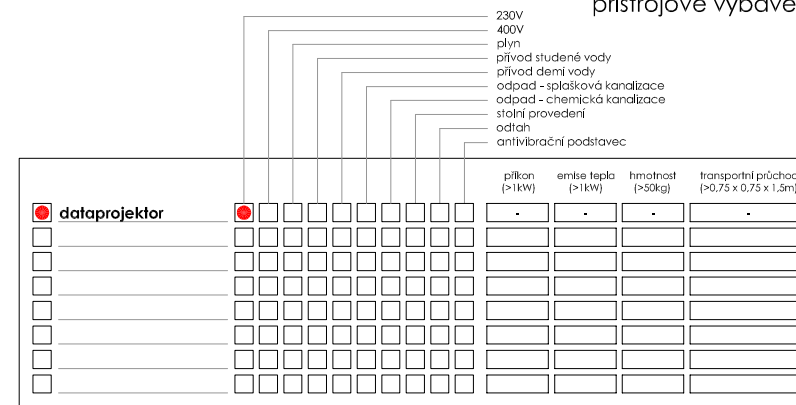 přístrojové vybave
230V
400V
plyn
přívod studené vody
přívod demi vody
odpad - splašková kanalizace
odpad - chemická kanalizace
stolní provedení
odtah
antivibrační podstavec
příkon emise tepla hmotnost transportní průchod
(>1kW) (>1kW) (>50kg) (>0,75 x 0,75 x 1,5m)
dataprojektor - - - -